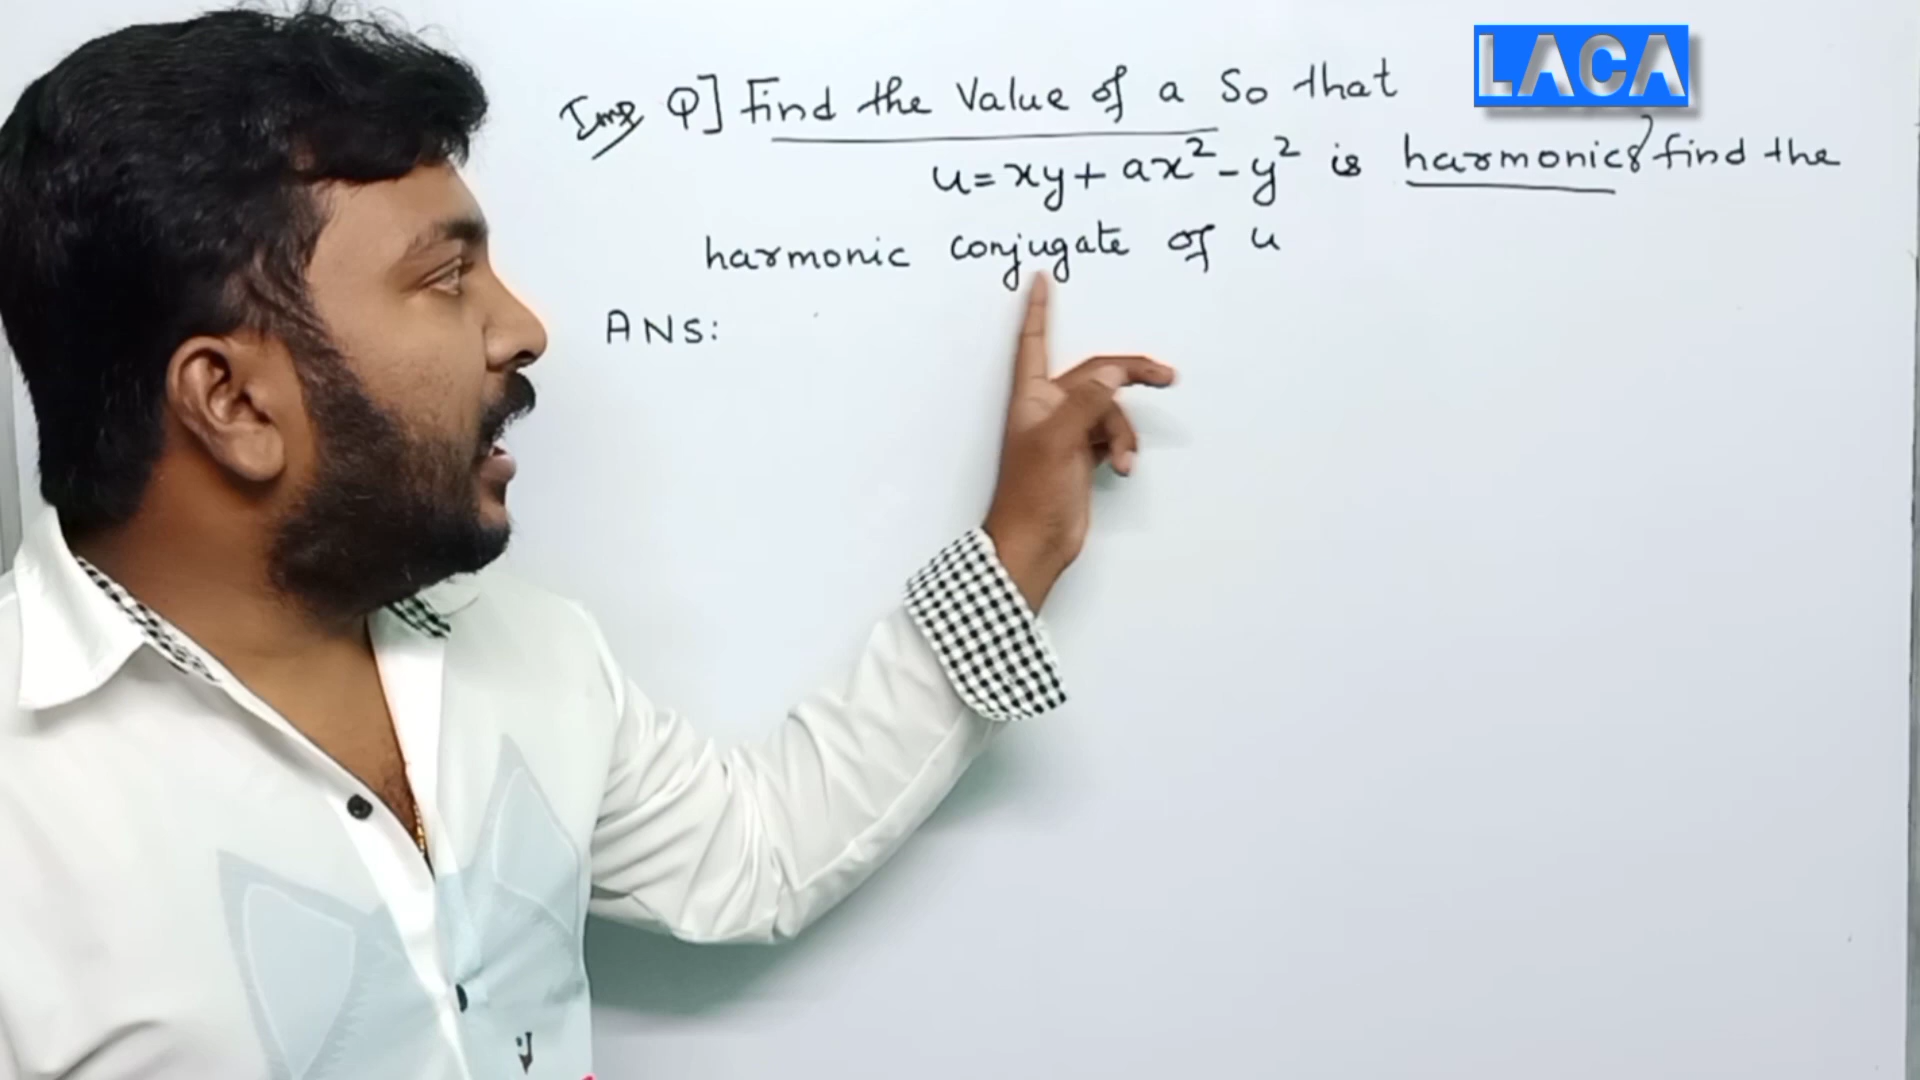 LACA
Imp Q] Find the Value of a So that
u=xy+ax²-y² is harmonic & find the
harmonic conjugate of u
ANS: